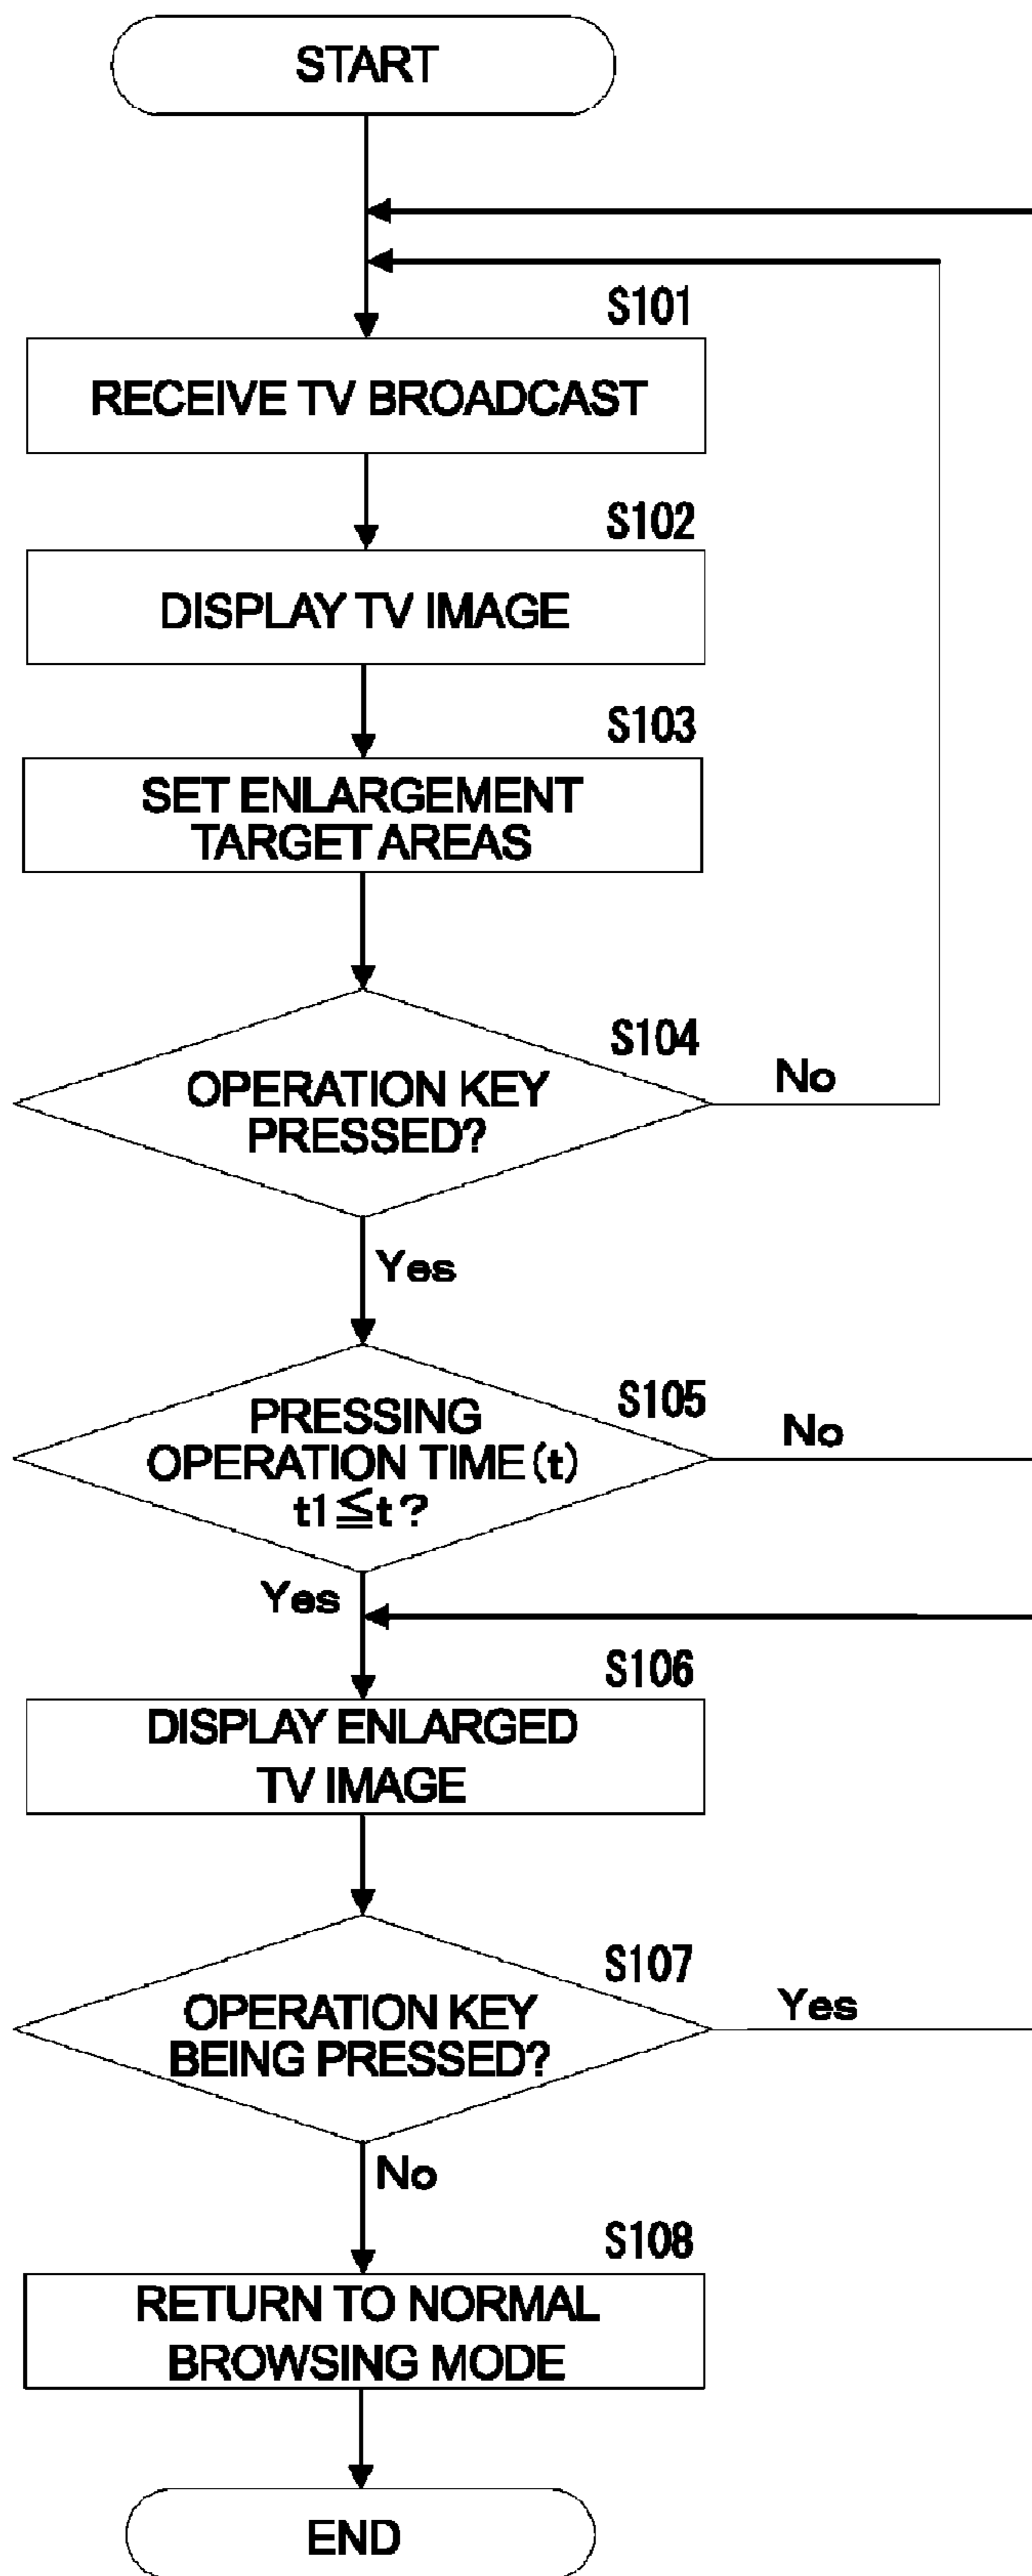 START
S101
RECEIVE TV BROADCAST
S102
DISPLAY TV IMAGE
S103
SET ENLARGEMENT
TARGET AREAS
S104
OPERATION KEY
PRESSED?
No
Yes
S105
PRESSING
OPERATION TIME(t)
t1≦t?
No
Yes
S106
DISPLAY ENLARGED
TV IMAGE
S107
OPERATION KEY
BEING PRESSED?
Yes
No
S108
RETURN TO NORMAL
BROWSING MODE
END